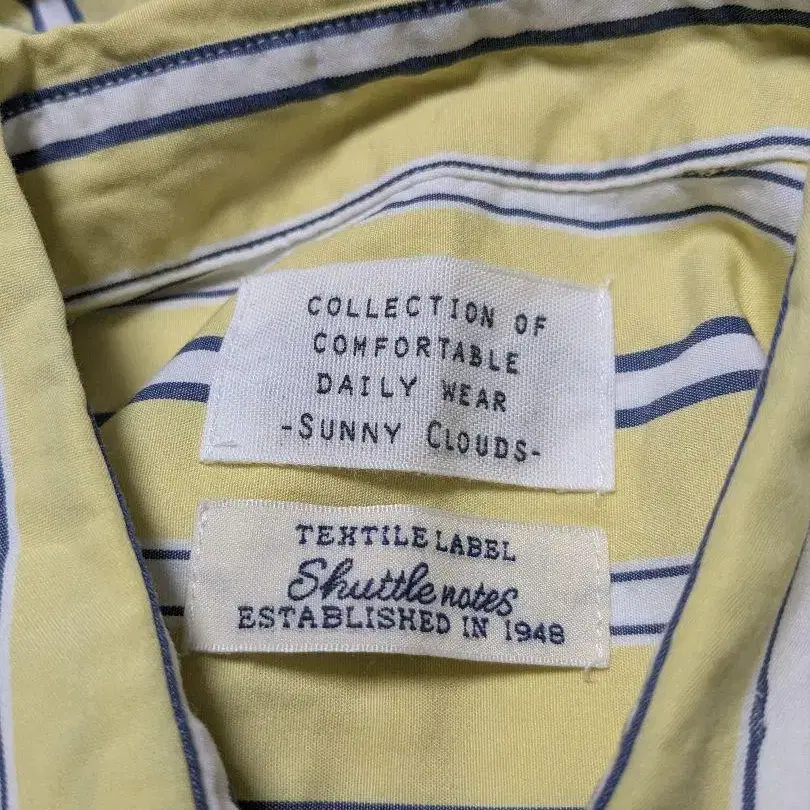 COLLECTION OF
COMFORTABLE
DAILY WEAR
-SUNNY CLOUDS-
TEXTILE LABEL
Shuttle notes
ESTABLISHED IN 1948